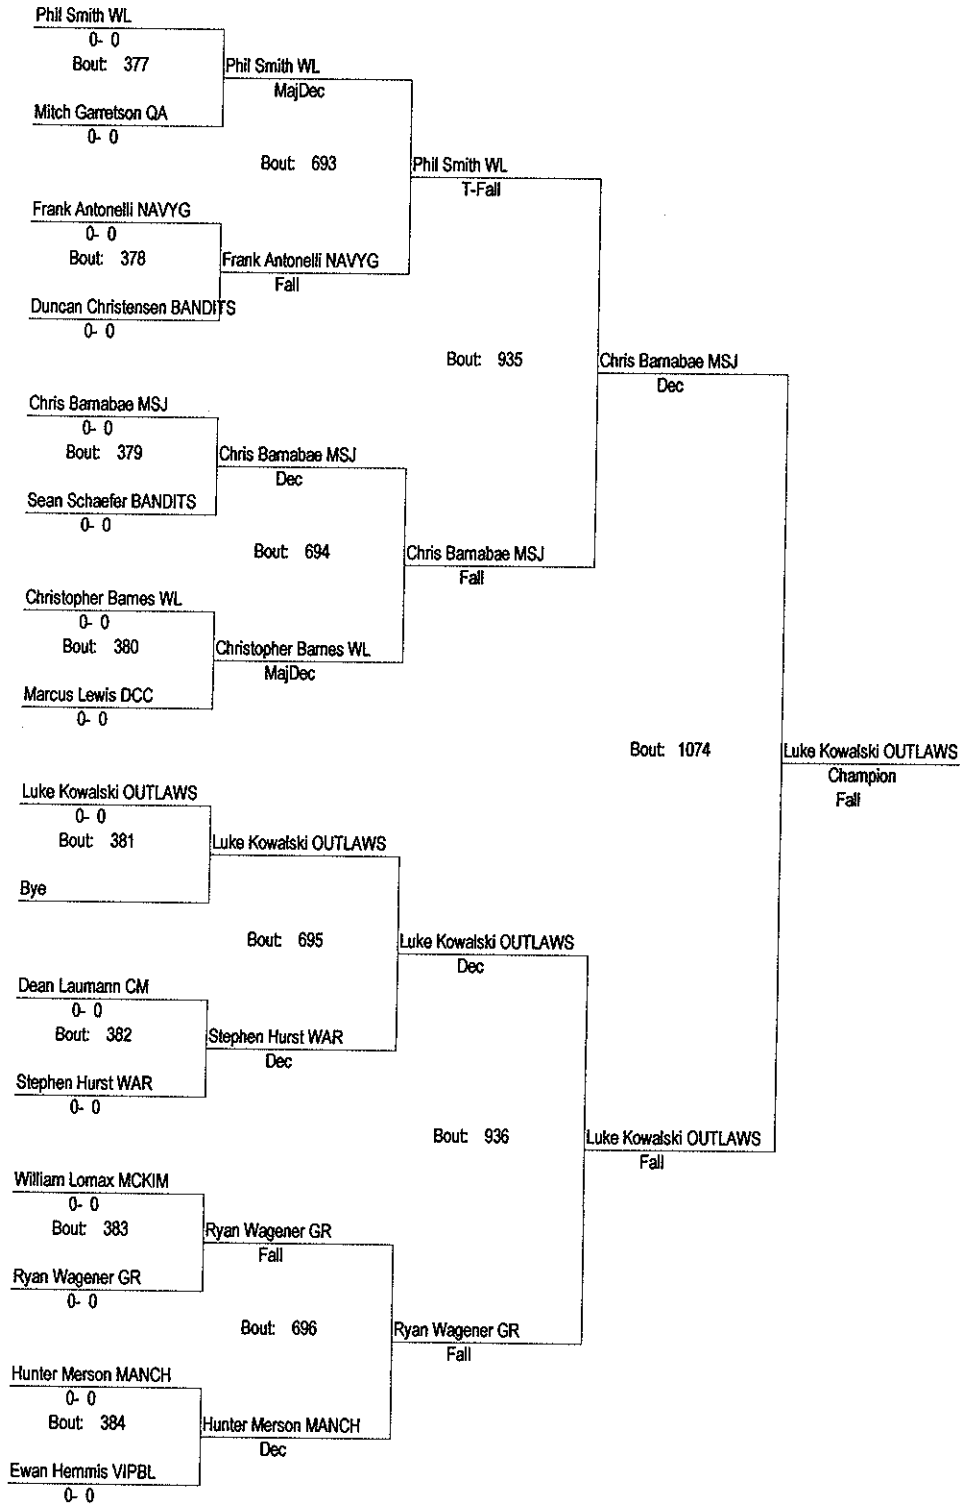 Phil Smith WL
0- 0
Bout: 377
Phil Smith WL
MajDec
Mitch Garretson QA
0- 0
Bout: 693
Phil Smith WL
T-Fall
Frank Antonelli NAVYG
0- 0
Bout: 378
Frank Antonelli NAVYG
Fall
Duncan Christensen BANDITS
0- 0
Bout: 935
Chris Barnabae MSJ
Dec
Chris Barnabae MSJ
0- 0
Bout: 379
Chris Barnabae MSJ
Dec
Sean Schaefer BANDITS
0- 0
Bout: 694
Chris Barnabae MSJ
Fall
Christopher Barnes WL
0- 0
Bout: 380
Christopher Barnes WL
MajDec
Marcus Lewis DCC
0- 0
Bout: 1074
Luke Kowalski OUTLAWS
Champion
Fall
Luke Kowalski OUTLAWS
0- 0
Bout: 381
Luke Kowalski OUTLAWS
Bye
Bout: 695
Luke Kowalski OUTLAWS
Dec
Dean Laumann CM
0- 0
Bout: 382
Stephen Hurst WAR
Dec
Stephen Hurst WAR
0- 0
Bout: 936
Luke Kowalski OUTLAWS
Fall
William Lomax MCKIM
0- 0
Bout: 383
Ryan Wagener GR
Fall
Ryan Wagener GR
0- 0
Bout: 696
Ryan Wagener GR
Fall
Hunter Merson MANCH
0- 0
Bout: 384
Hunter Merson MANCH
Dec
Ewan Hemmis VIPBL
0- 0